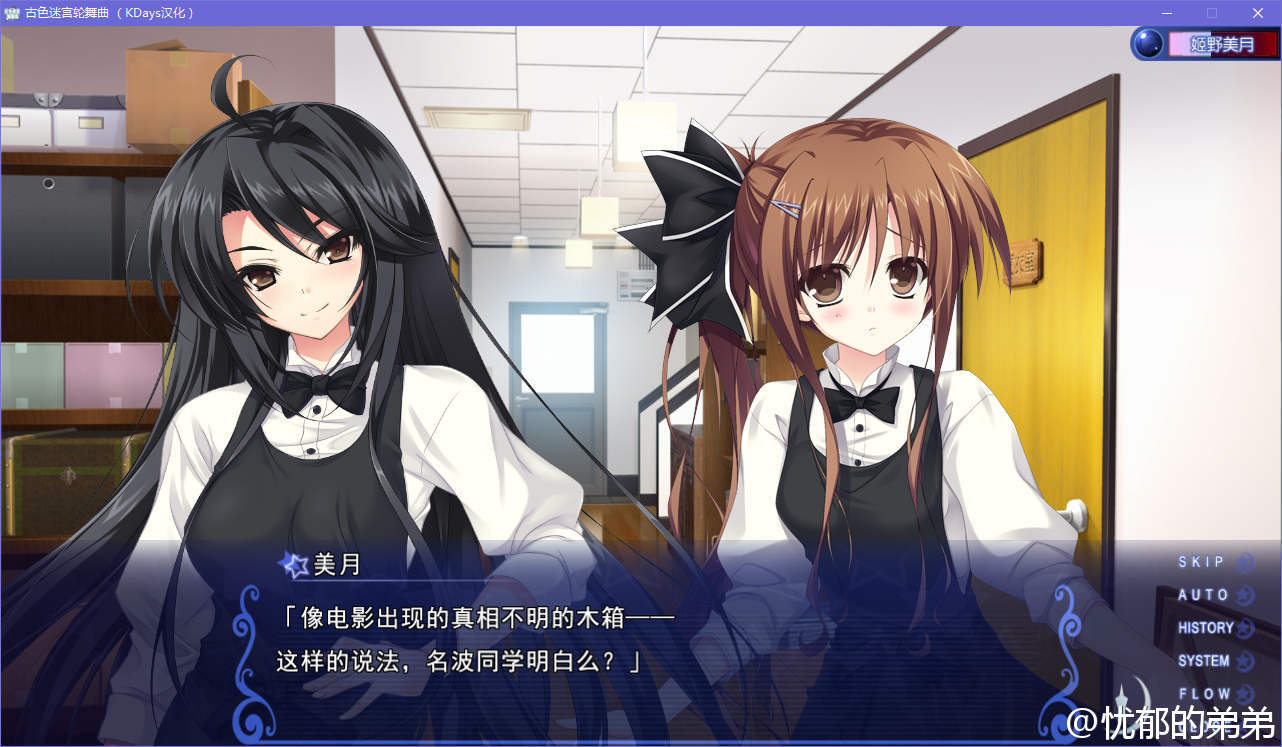 古色迷宫轮舞曲 （ KDays汉化 ）
姬野美月
美月
「像电影出现的真相不明的木箱——
这样的说法，名波同学明白么？」
SKIP
AUTO
HISTORY
SYSTEM
FLOW
@忧郁的弟弟